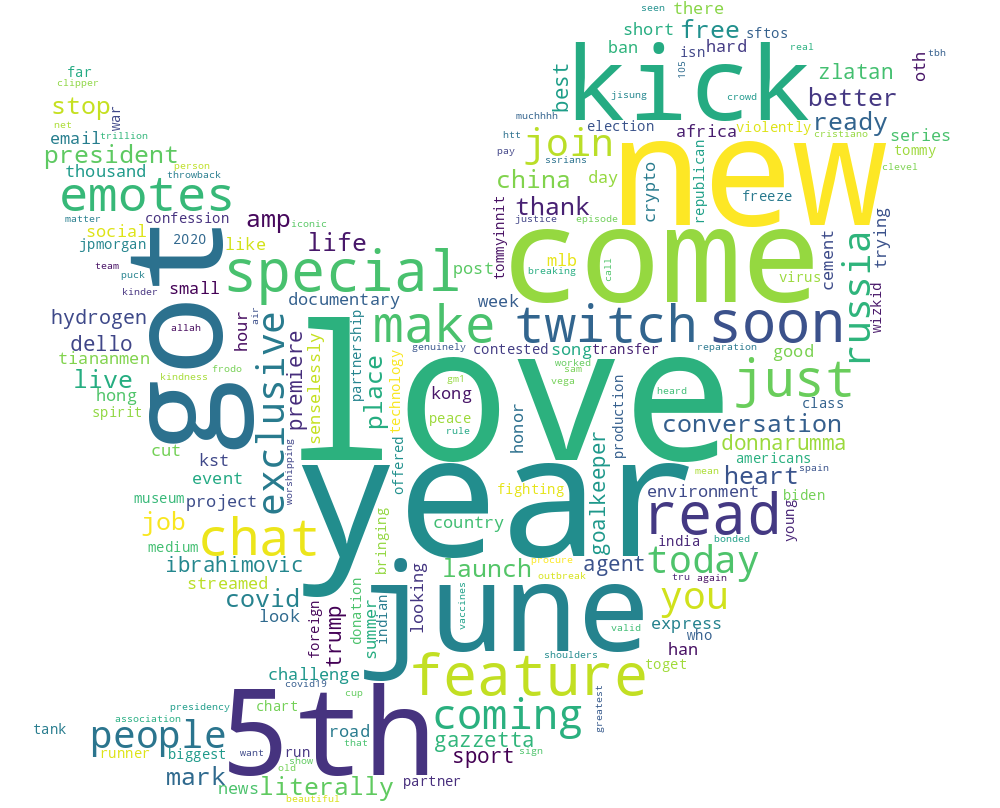 seen there
short free sftos
ban isn hard real
far kick 105 oth tbh
clipper best jisung crowd zlatan
stop war muchhhh better
net trillion htt election africa violently cristiano ready
email join new series
president pay ssrians republican tommy
thousand person throwback china day crypto freeze clevel
emotes thank
matter confession amp iconic tommyinnit justice episode come trying
social 2020 like life mlb call cement
jpmorgan got special post breaking virus russia
team puck
kinder small documentary week twitch soon wizkid
hydrogen allah hour air make
dello exclusive premiere love partnership genuinely contested song transfer reparation
tiananmen senselessly place technology worked sam good
live kindness frodo gm1 vega heard just
hong kong class
spirit peace honor production conversation
cut rule goalkeeper donnarumma
kst worshipping year offered americans
event mean spain heart
museum project fighting environment biden
job chat country read india young
medium bringing bonded
ibrahimovic procure agent today
streamed launch outbreak tru again
covid looking june vaccines you
look foreign trump donation summer indian valid express
who
han
challenge feature shoulders toget
covid19 5th cup
presidency chart coming greatest
tank association people road that gazzetta sign
runner biggest want run show sport
mark old partner
news literally
beautiful